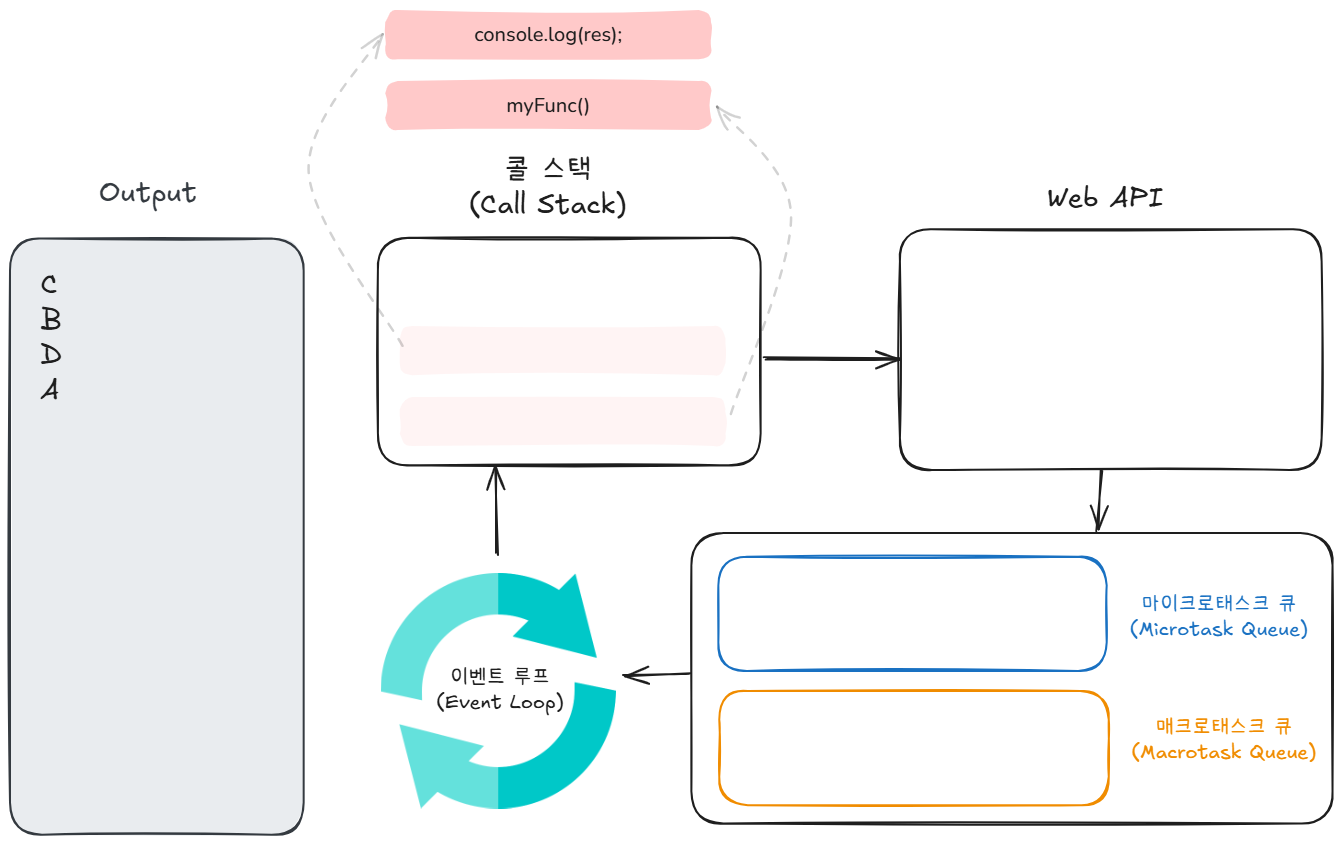 console.log(res);
myFunc()
콜 스택
(Call Stack)
Output
Web API
C
B
D
A
마이크로태스크 큐
(Microtask Queue)
이벤트 루프
(Event Loop)
매크로태스크 큐
(Macrotask Queue)